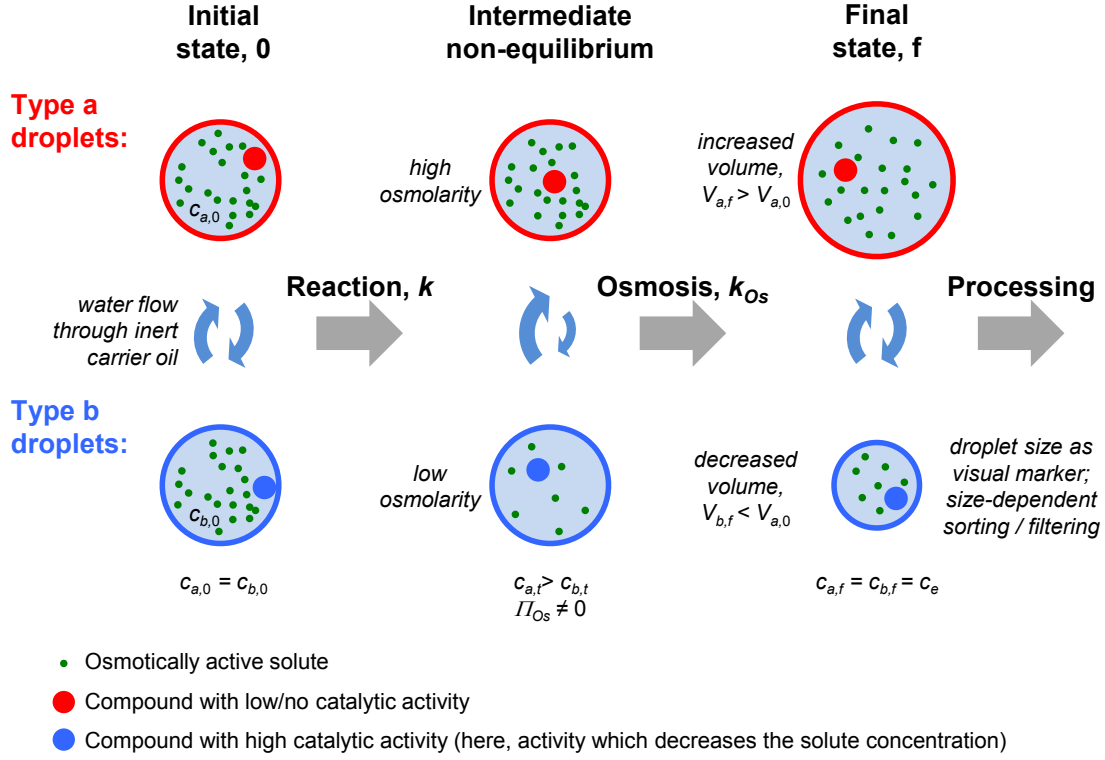 Initial
state, 0
Intermediate
non-equilibrium
Final
state, f
Type a
droplets:
c_{a,0}
high
osmolarity
increased
volume,
V_{a,f} > V_{a,0}
water flow
through inert
carrier oil
Reaction, k
Osmosis, k_{Os}
Processing
Type b
droplets:
c_{b,0}
low
osmolarity
decreased
volume,
V_{b,f} < V_{a,0}
droplet size as
visual marker;
size-dependent
sorting / filtering
c_{a,0} = c_{b,0}
c_{a,t} > c_{b,t}
Π_{Os} ≠ 0
c_{a,f} = c_{b,f} = c_e
Osmotically active solute
Compound with low/no catalytic activity
Compound with high catalytic activity (here, activity which decreases the solute concentration)